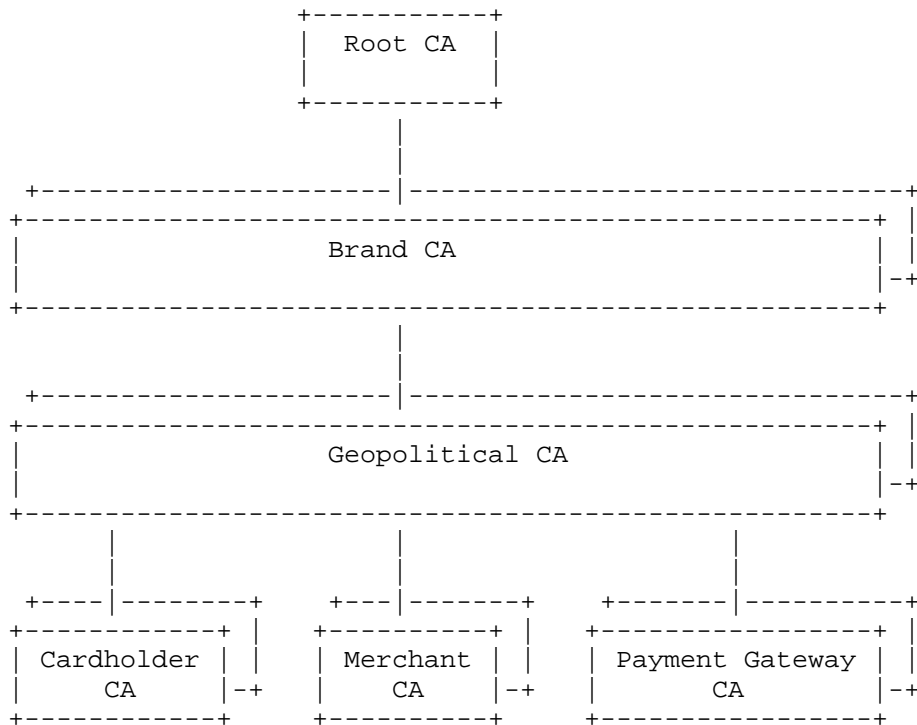 Root CA
Brand CA
Geopolitical CA
Cardholder Merchant Payment Gateway
CA CA CA